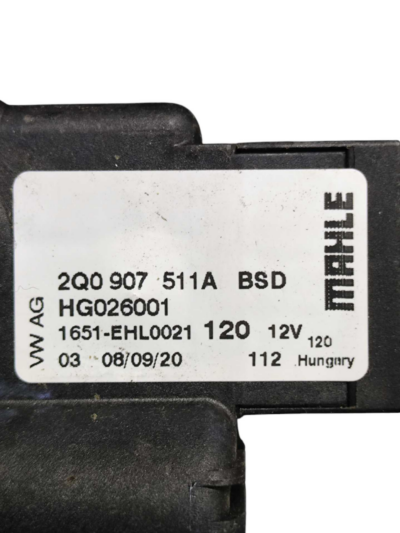 VW AG
2Q0 907 511A BSD
HG026001
1651-EHL0021 120 12V 120
03 08/09/20 112 Hungary
MAHLE